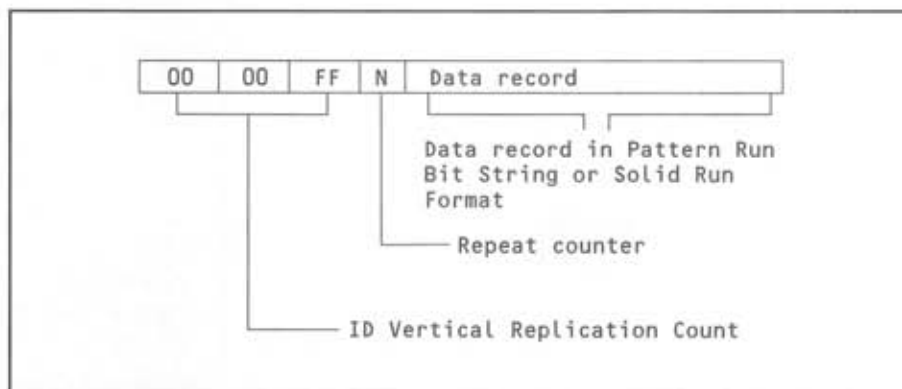 00 00 FF N Data record
Data record in Pattern Run
Bit String or Solid Run
Format
Repeat counter
ID Vertical Replication Count